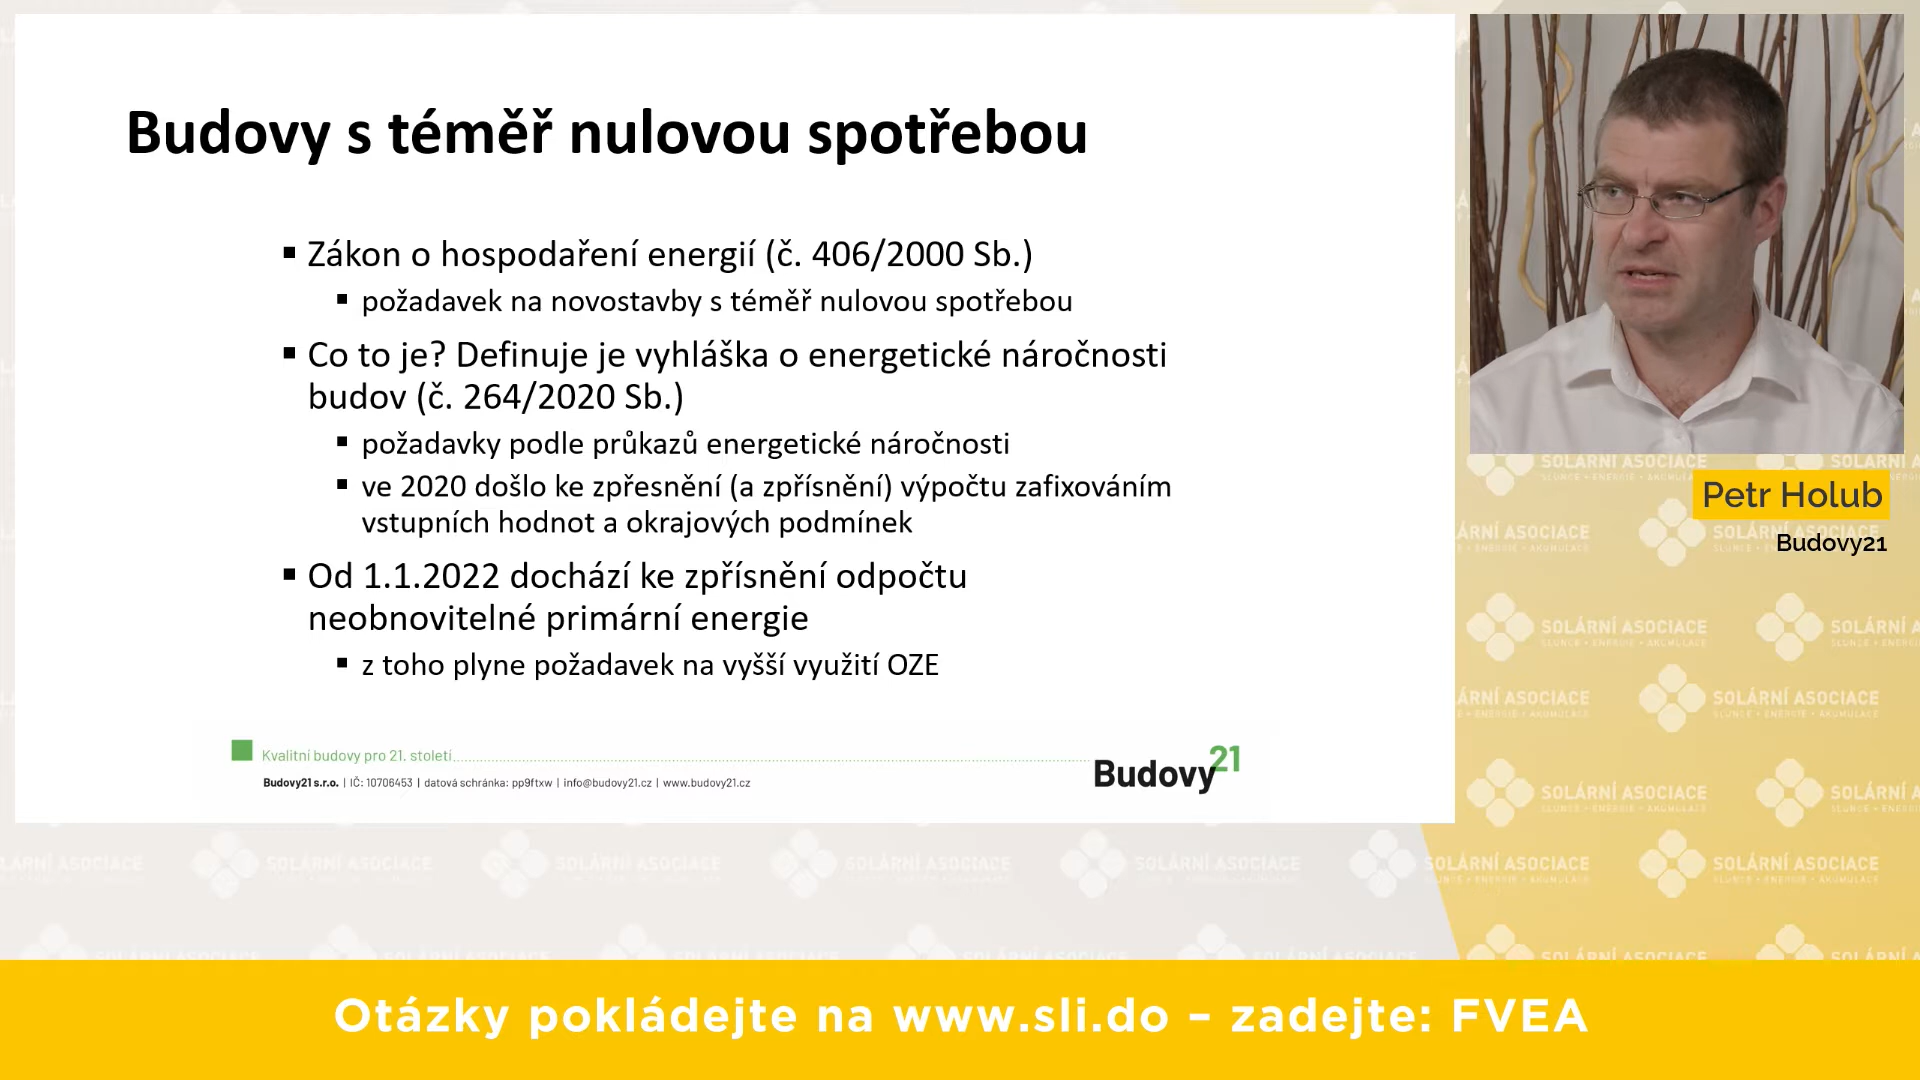 Budovy s téměř nulovou spotřebou
▪ Zákon o hospodaření energií (č. 406/2000 Sb.)
▪ požadavek na novostavby s téměř nulovou spotřebou
▪ Co to je? Definuje je vyhláška o energetické náročnosti
budov (č. 264/2020 Sb.)
▪ požadavky podle průkazů energetické náročnosti
▪ ve 2020 došlo ke zpřesnění (a zpřísnění) výpočtu zafixováním
vstupních hodnot a okrajových podmínek
▪ Od 1.1.2022 dochází ke zpřísnění odpočtu
neobnovitelné primární energie
▪ z toho plyne požadavek na vyšší využití OZE
Kvalitní budovy pro 21. století
Budovy21 s.r.o. | IČ: 10706453 | datová schránka: pp9ftxw | info@budovy21.cz | www.budovy21.cz
Budovy21
Petr Holub
Budovy21
SOLÁRNÍ ASOCIACE
SLUNCE • ENERGIE • AKUMULACE
Otázky pokládejte na www.sli.do – zadejte: FVEA